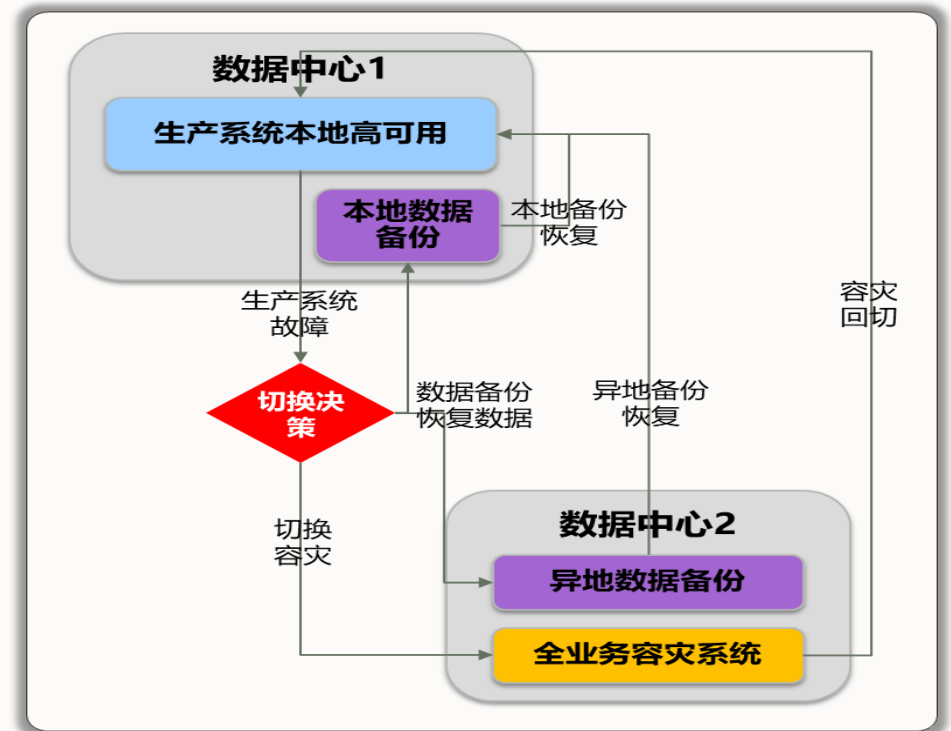 数据中心1
生产系统本地高可用
本地数据
备份
本地备份
恢复
生产系统
故障
容灾
回切
切换决
策
数据备份
恢复数据
异地备份
恢复
切换
容灾
数据中心2
异地数据备份
全业务容灾系统